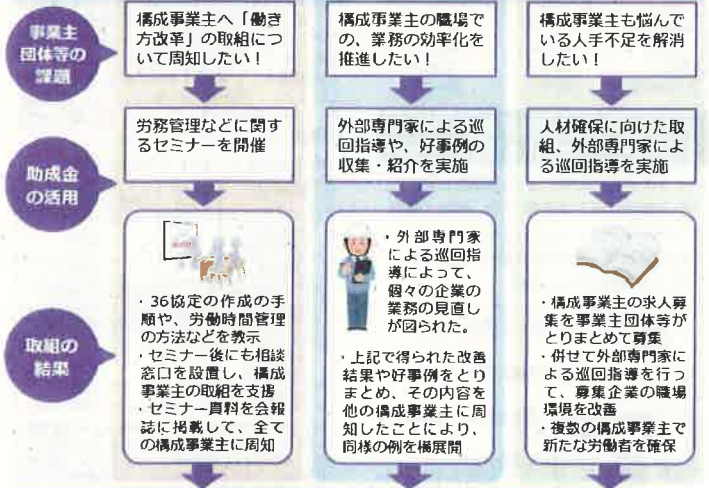 事業主
団体等の
課題
構成事業主へ「働き
方改革」の取組につ
いて周知したい！
構成事業主の職場で
の、業務の効率化を
推進したい！
構成事業主も悩んで
いる人手不足を解消
したい！
助成金
の活用
労務管理などに関す
るセミナーを開催
外部専門家による巡
回指導や、好事例の
収集・紹介を実施
人材確保に向けた取
組、外部専門家によ
る巡回指導を実施
取組の
結果
・36協定の作成の手
順や、労働時間管理
の方法などを教示
・セミナー後にも相談
窓口を設置し、構成
事業主の取組を支援
・セミナー資料を会報
誌に掲載して、全て
の構成事業主に周知
・外部専門家
による巡回指
導によって、
個々の企業の
業務の見直し
が図られた。
・上記で得られた改善
結果や好事例をとり
まとめ、その内容を
他の構成事業主に周
知したことにより、
同様の例を横展開
・構成事業主の求人募
集を事業主団体等が
とりまとめて募集
・併せて外部専門家に
よる巡回指導を行っ
て、募集企業の職場
環境を改善
・複数の構成事業主で
新たな労働者を確保